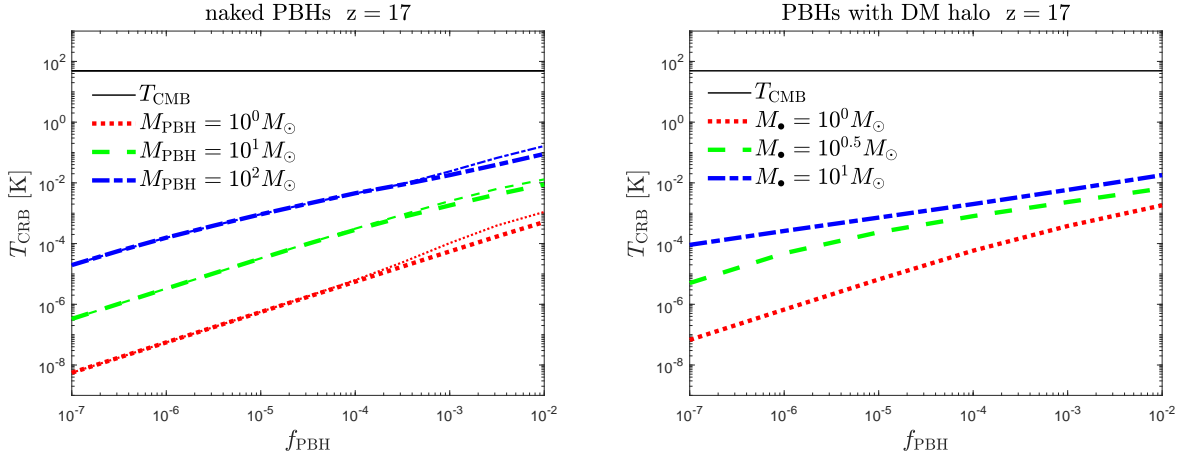 naked PBHs z = 17
T_CRB [K]
10^2
10^0
10^-2
10^-4
10^-6
10^-8
T_CMB
M_PBH = 10^0 M_⊙
M_PBH = 10^1 M_⊙
M_PBH = 10^2 M_⊙
10^-7 10^-6 10^-5 10^-4 10^-3 10^-2
f_PBH
PBHs with DM halo z = 17
T_CRB [K]
10^2
10^0
10^-2
10^-4
10^-6
10^-8
T_CMB
M_• = 10^0 M_⊙
M_• = 10^0.5 M_⊙
M_• = 10^1 M_⊙
10^-7 10^-6 10^-5 10^-4 10^-3 10^-2
f_PBH